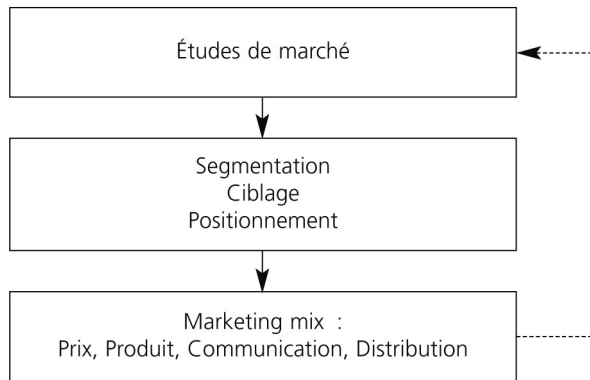 Études de marché
Segmentation
Ciblage
Positionnement
Marketing mix :
Prix, Produit, Communication, Distribution